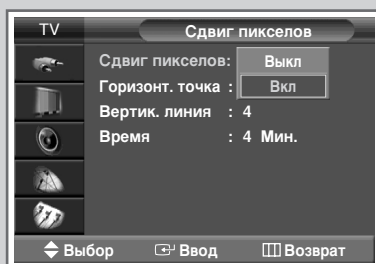 TV Сдвиг пикселов
Сдвиг пикселов: Выкл
Горизонт. точка : Вкл
Вертик. линия : 4
Время : 4 Мин.
Выбор Ввод Возврат